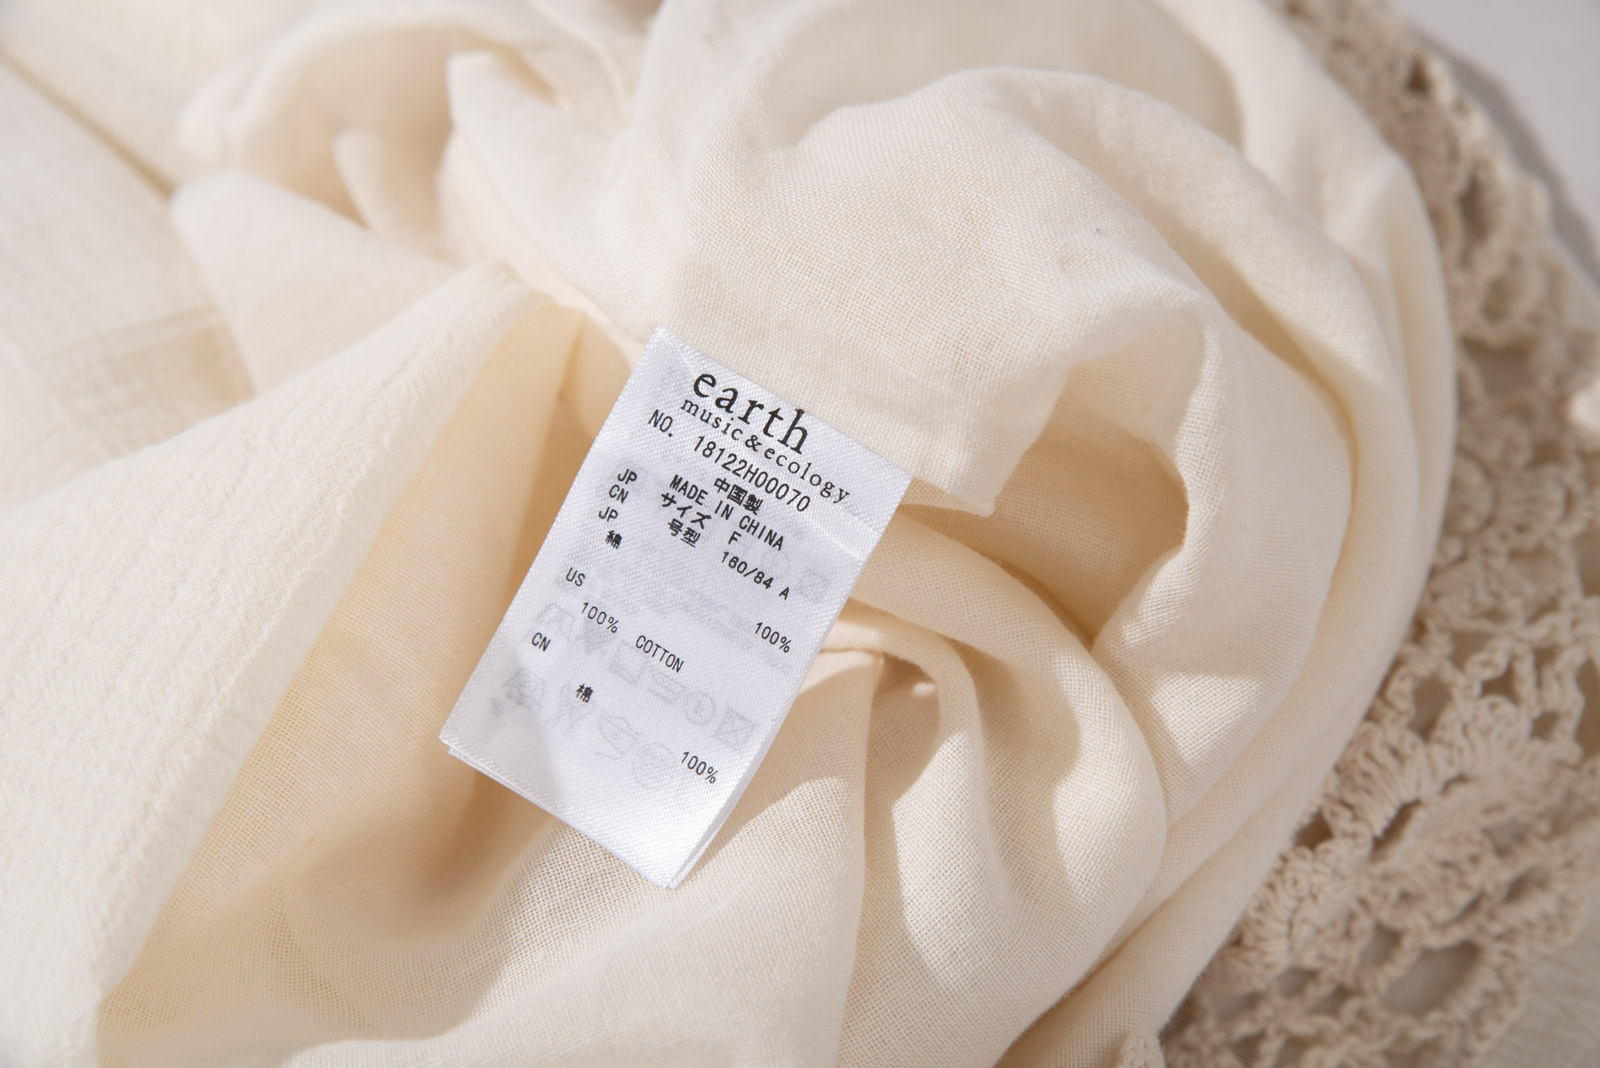 earth
music&ecology
NO. 18122H00070
中国製
MADE IN CHINA
JP サイズ F
CN 号型 160/84 A
JP
綿 100%
US
100% COTTON
CN
棉 100%